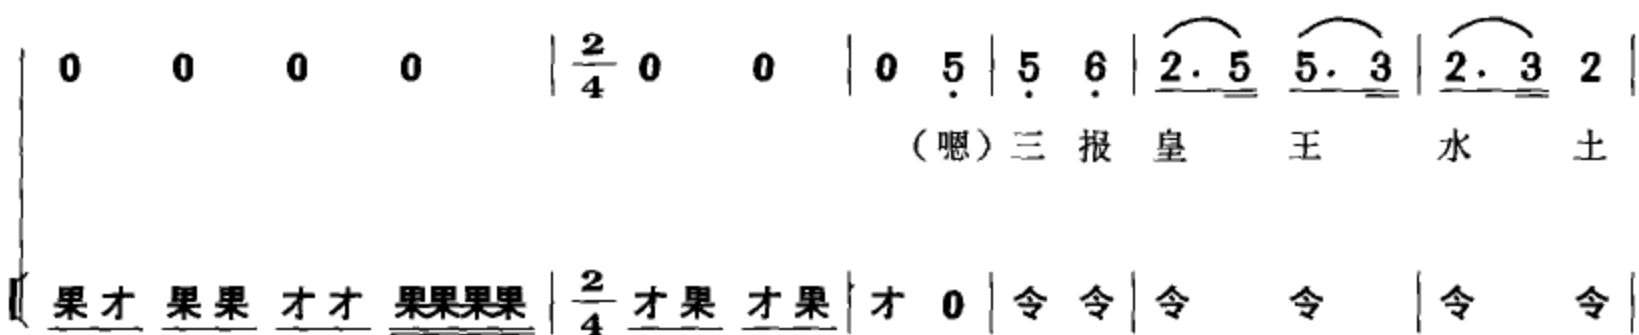 0 0 0 0 | 2/4 0 0 | 0 5̣ | 5̣ 6̣ | 2. 5 5. 3 | 2. 3 2 |
（嗯）三 报 皇 王 水 土
果 才 果 果 才 才 果果果果 | 2/4 才 果 才 果 | 才 0 | 令 令 | 令 令 | 令 令 |